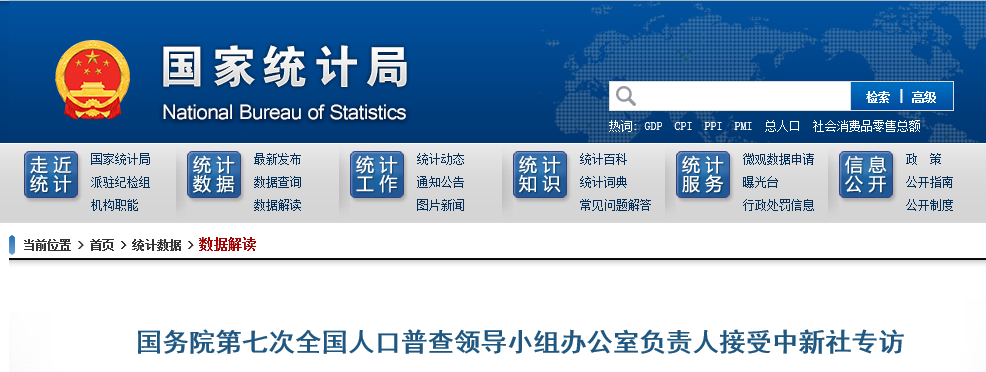 国家统计局
National Bureau of Statistics
检索 | 高级
热词: GDP CPI PPI PMI 总人口 社会消费品零售总额
走近统计 国家统计局 派驻纪检组 机构职能
统计数据 最新发布 数据查询 数据解读
统计工作 统计动态 通知公告 图片新闻
统计知识 统计百科 统计词典 常见问题解答
统计服务 微观数据申请 曝光台 行政处罚信息
信息公开 政 策 公开指南 公开制度
当前位置 > 首页 > 统计数据 > 数据解读
国务院第七次全国人口普查领导小组办公室负责人接受中新社专访